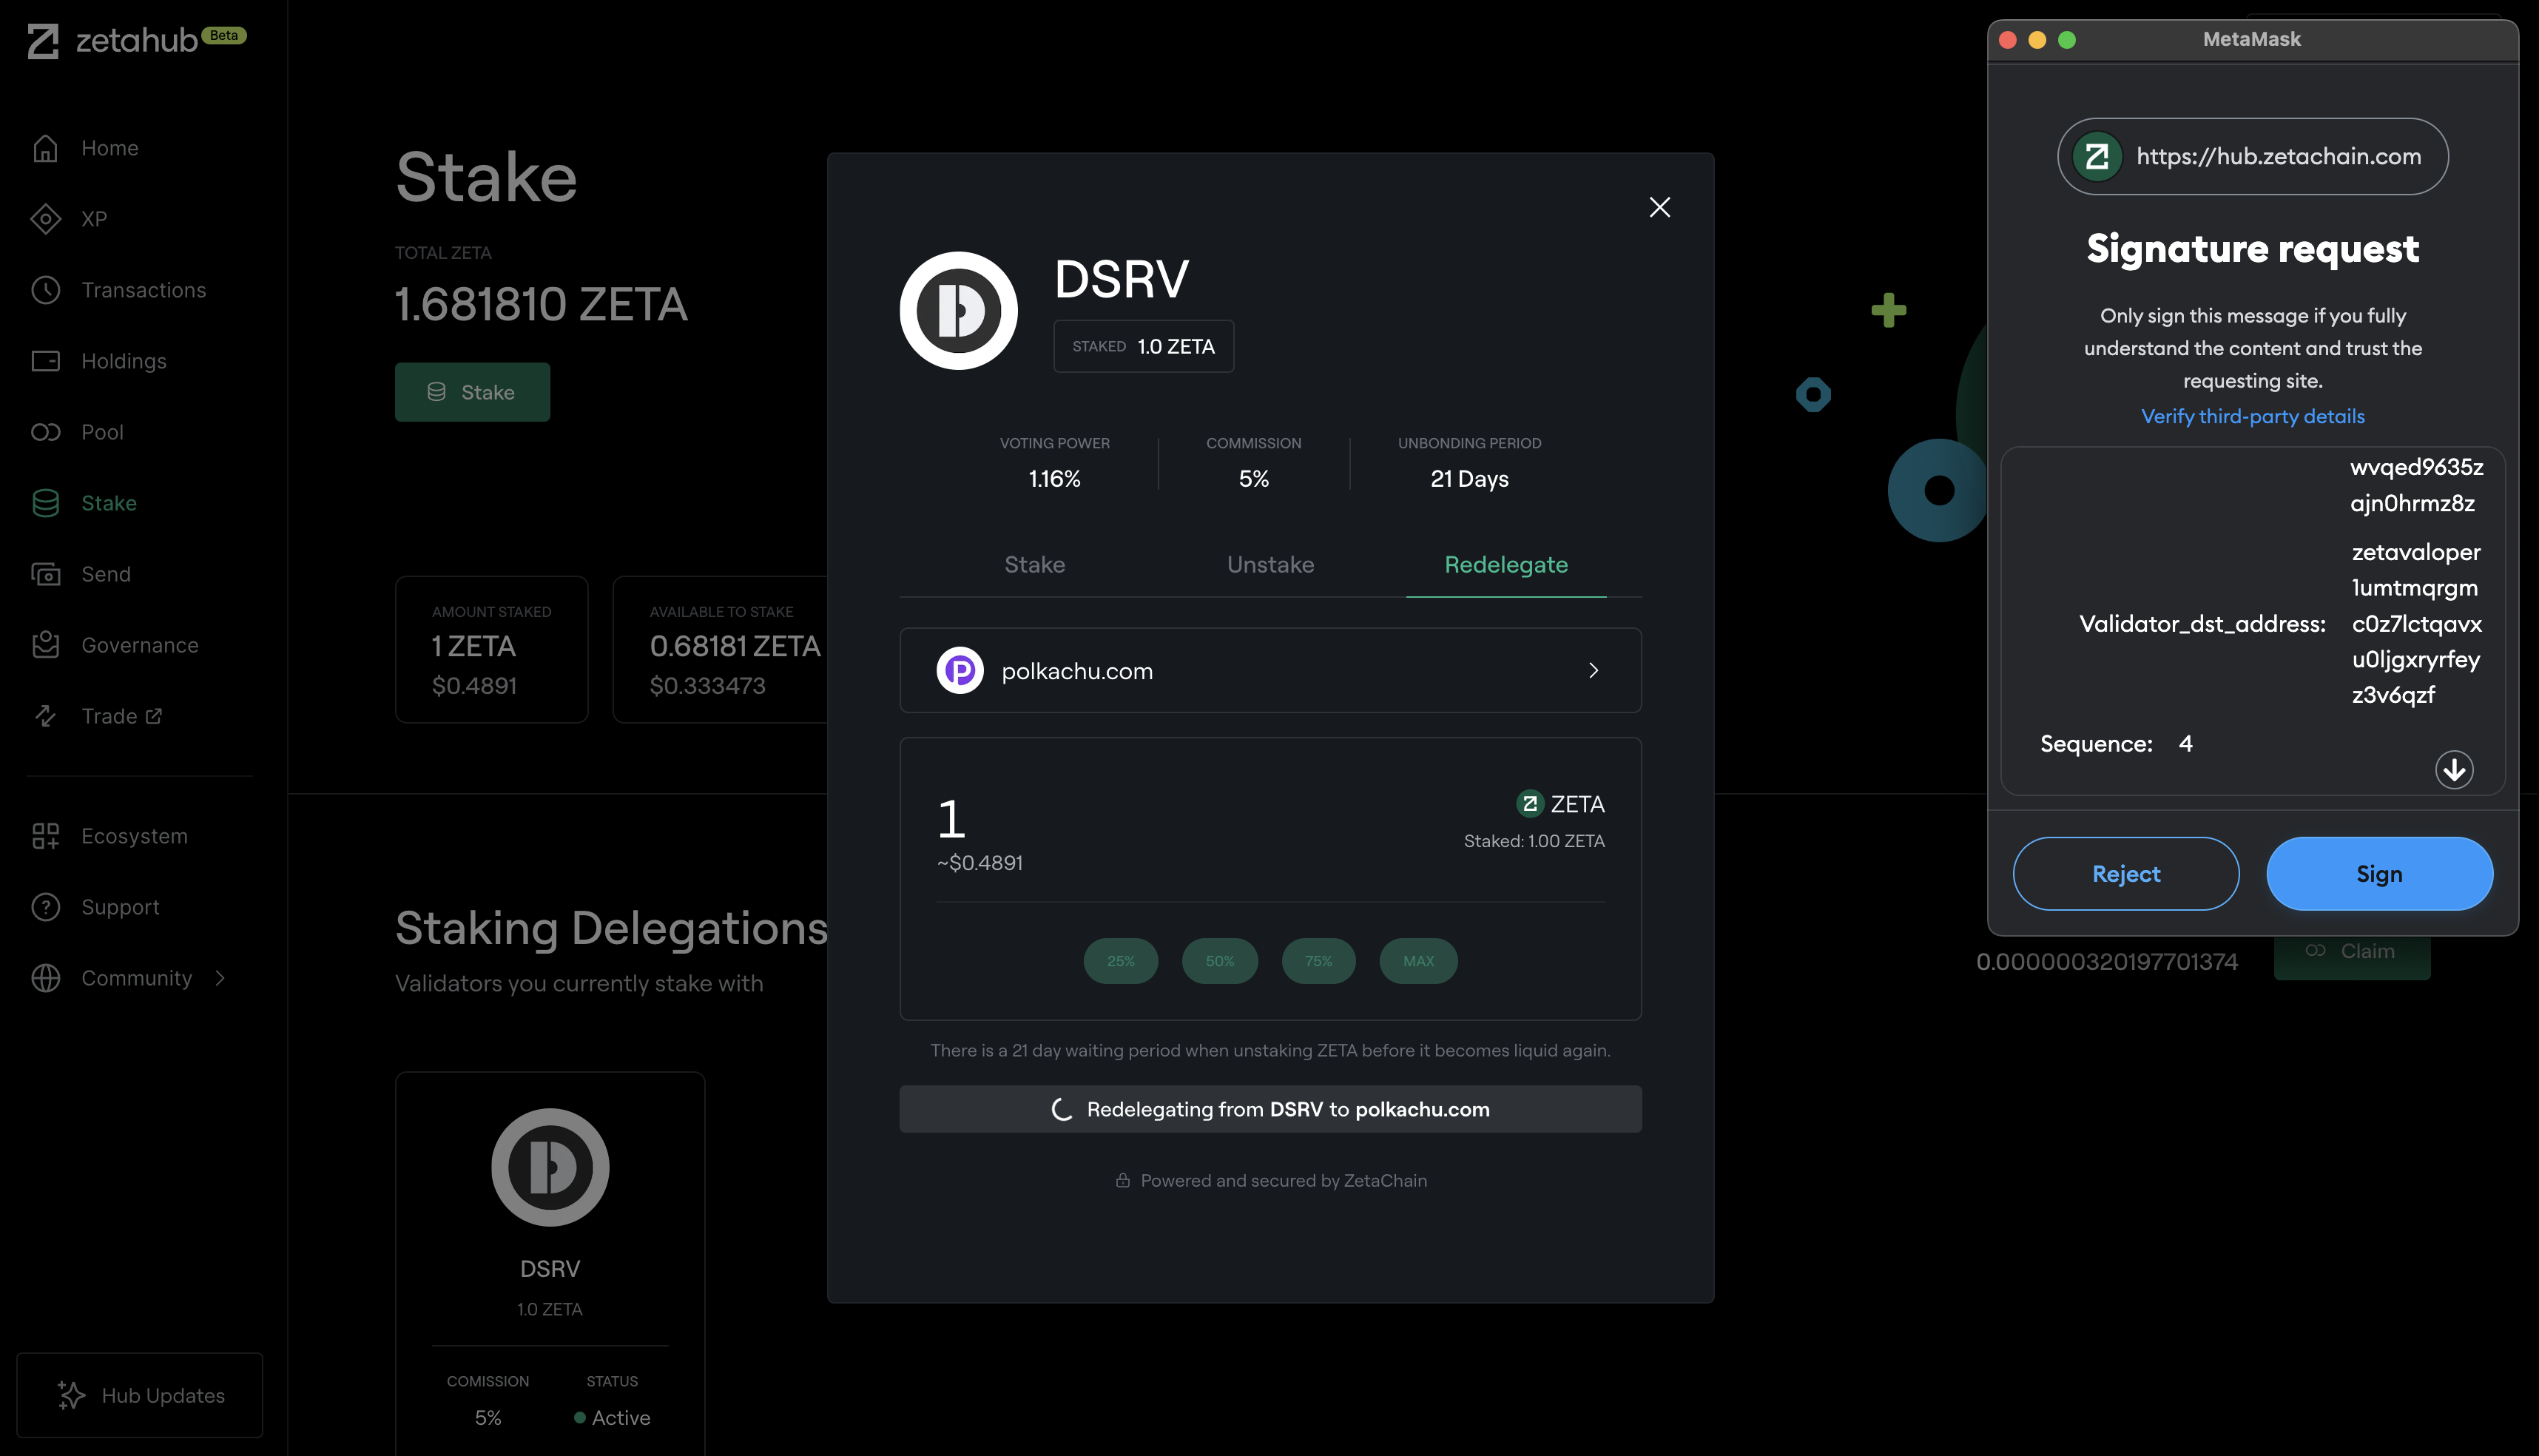 zetahub Beta
Home
XP
Transactions
Holdings
Pool
Stake
Send
Governance
Trade
Ecosystem
Support
Community
Hub Updates
Stake
TOTAL ZETA
1.681810 ZETA
Stake
AMOUNT STAKED
1 ZETA
$0.4891
AVAILABLE TO STAKE
0.68181 ZETA
$0.333473
Staking Delegations
Validators you currently stake with
DSRV
1.0 ZETA
COMISSION
5%
STATUS
Active
DSRV
STAKED 1.0 ZETA
VOTING POWER
1.16%
COMMISSION
5%
UNBONDING PERIOD
21 Days
Stake
Unstake
Redelegate
polkachu.com
1
~$0.4891
ZETA
Staked: 1.00 ZETA
25%
50%
75%
MAX
There is a 21 day waiting period when unstaking ZETA before it becomes liquid again.
Redelegating from DSRV to polkachu.com
Powered and secured by ZetaChain
0.000000320197701374
Claim
MetaMask
https://hub.zetachain.com
Signature request
Only sign this message if you fully
understand the content and trust the
requesting site.
Verify third-party details
wvqed9635z
ajn0hrmz8z
Validator_dst_address:
zetavaloper
1umtmqrgm
c0z7lctqavx
u0ljgxryrfey
z3v6qzf
Sequence: 4
Reject
Sign